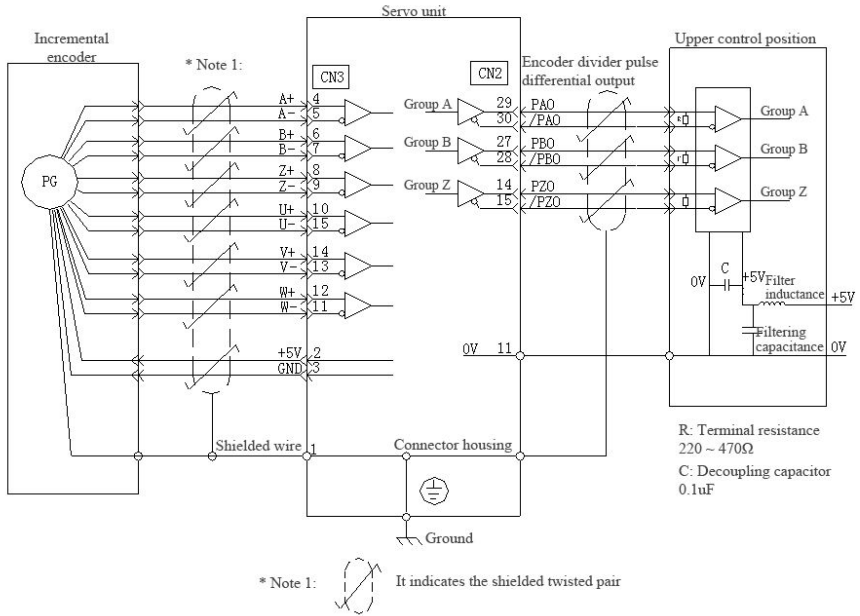 Servo unit
Incremental
encoder
* Note 1:
CN3
CN2
Encoder divider pulse
differential output
Upper control position
PG
A+ 4
A- 5
B+ 6
B- 7
Z+ 8
Z- 9
U+ 10
U- 15
V+ 14
V- 13
W+ 12
W- 11
+5V 2
GND 3
Shielded wire 1
Group A 29 PAO
30 /PAO
Group B 27 PBO
28 /PBO
Group Z 14 PZO
15 /PZO
0V 11
Connector housing
Ground
r Group A
r Group B
Group Z
C
0V
+5V
Filter
inductance
+5V
Filtering
capacitance
0V
R: Terminal resistance
220 ~ 470Ω
C: Decoupling capacitor
0.1uF
* Note 1: It indicates the shielded twisted pair